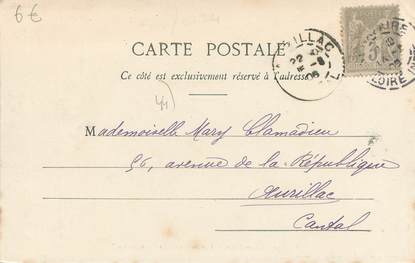 6€
CARTE POSTALE
Ce côté est exclusivement réservé à l'adresse
Mademoiselle Mary Clamadieu
56, avenue de la République
Aurillac
Cantal